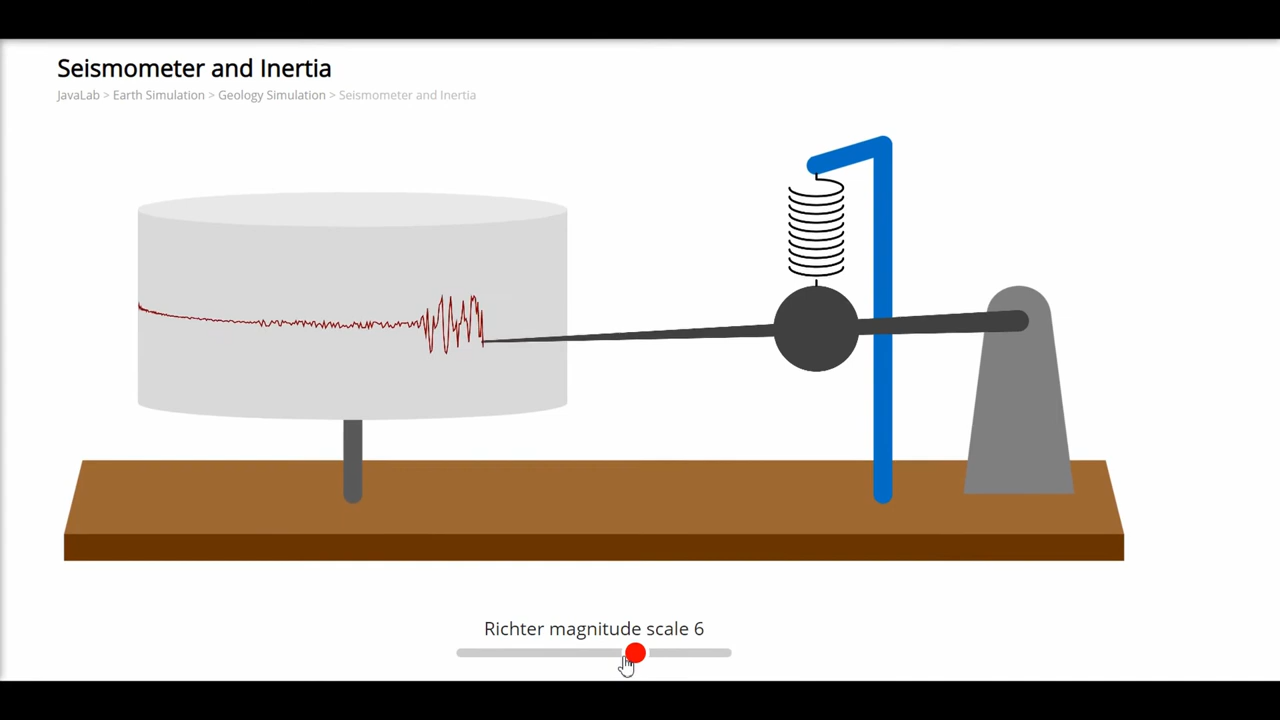 Seismometer and Inertia
JavaLab > Earth Simulation > Geology Simulation > Seismometer and Inertia
Richter magnitude scale 6